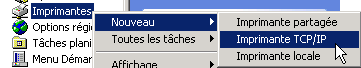 Imprimantes
Options régi
Tâches plani
Menu Démar
Nouveau
Toutes les tâches
Affichage
Imprimante partagée
Imprimante TCP/IP
Imprimante locale